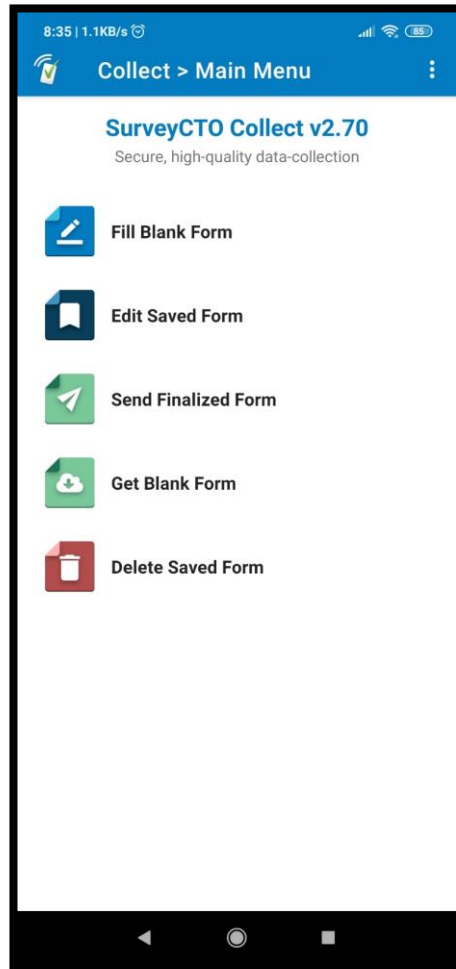 8:35 | 1.1KB/s
85
Collect > Main Menu
SurveyCTO Collect v2.70
Secure, high-quality data-collection
Fill Blank Form
Edit Saved Form
Send Finalized Form
Get Blank Form
Delete Saved Form